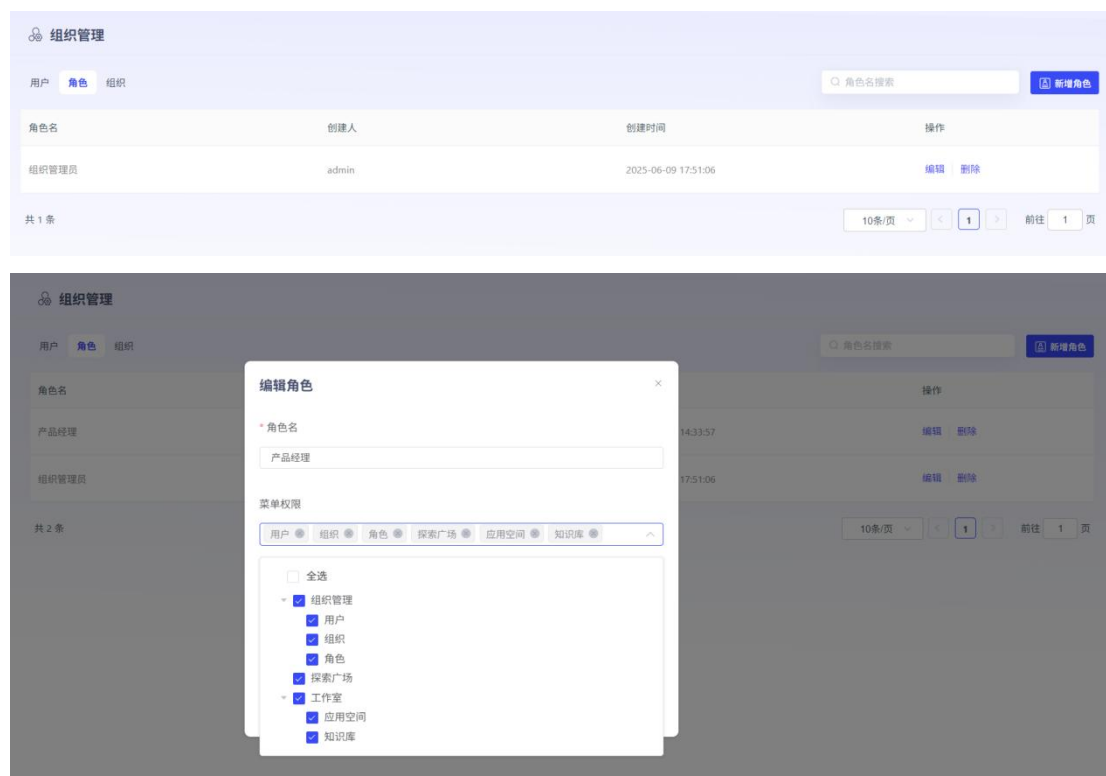 组织管理
用户 角色 组织 角色名搜索 新增角色
角色名 创建人 创建时间 操作
组织管理员 admin 2025-06-09 17:51:06 编辑 删除
共 1 条 10条/页 1 前往 1 页
组织管理
用户 角色 组织 角色名搜索 新增角色
角色名 操作
编辑角色
* 角色名
产品经理 14:33:57 编辑 删除
产品经理
组织管理员 17:51:06 编辑 删除
菜单权限
共 2 条 10条/页 1 前往 1 页
用户 组织 角色 探索广场 应用空间 知识库
全选
组织管理
用户
组织
角色
探索广场
工作室
应用空间
知识库